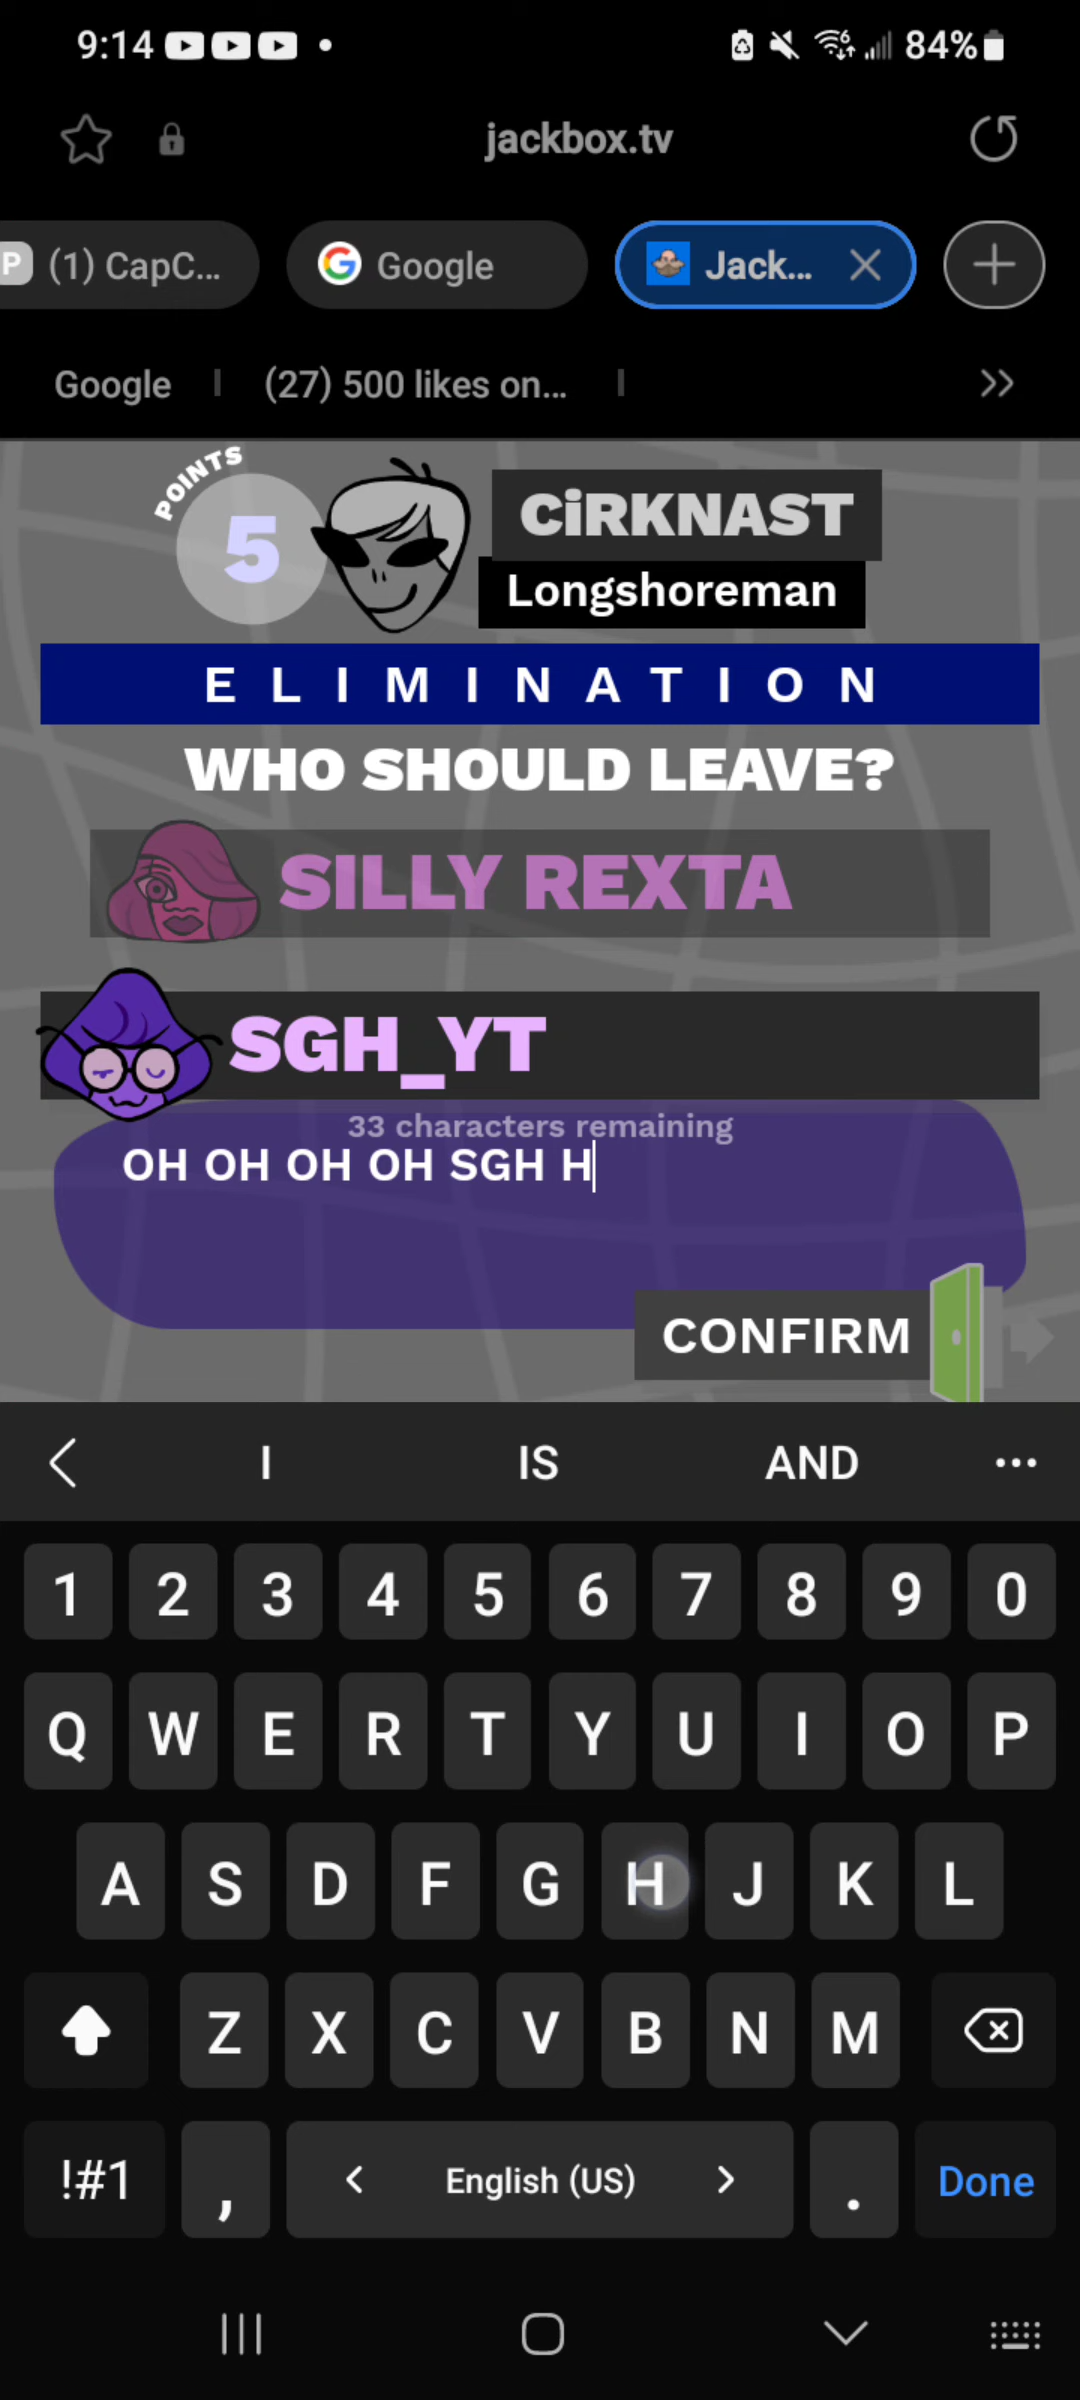 9:14 84%
jackbox.tv
(1) CapC... Google Jack...
Google (27) 500 likes on...
POINTS
5
CiRKNAST
Longshoreman
ELIMINATION
WHO SHOULD LEAVE?
SILLY REXTA
SGH_YT
33 characters remaining
OH OH OH OH SGH H
CONFIRM
I IS AND
1 2 3 4 5 6 7 8 9 0
Q W E R T Y U I O P
A S D F G H J K L
Z X C V B N M
!#1 , English (US) . Done